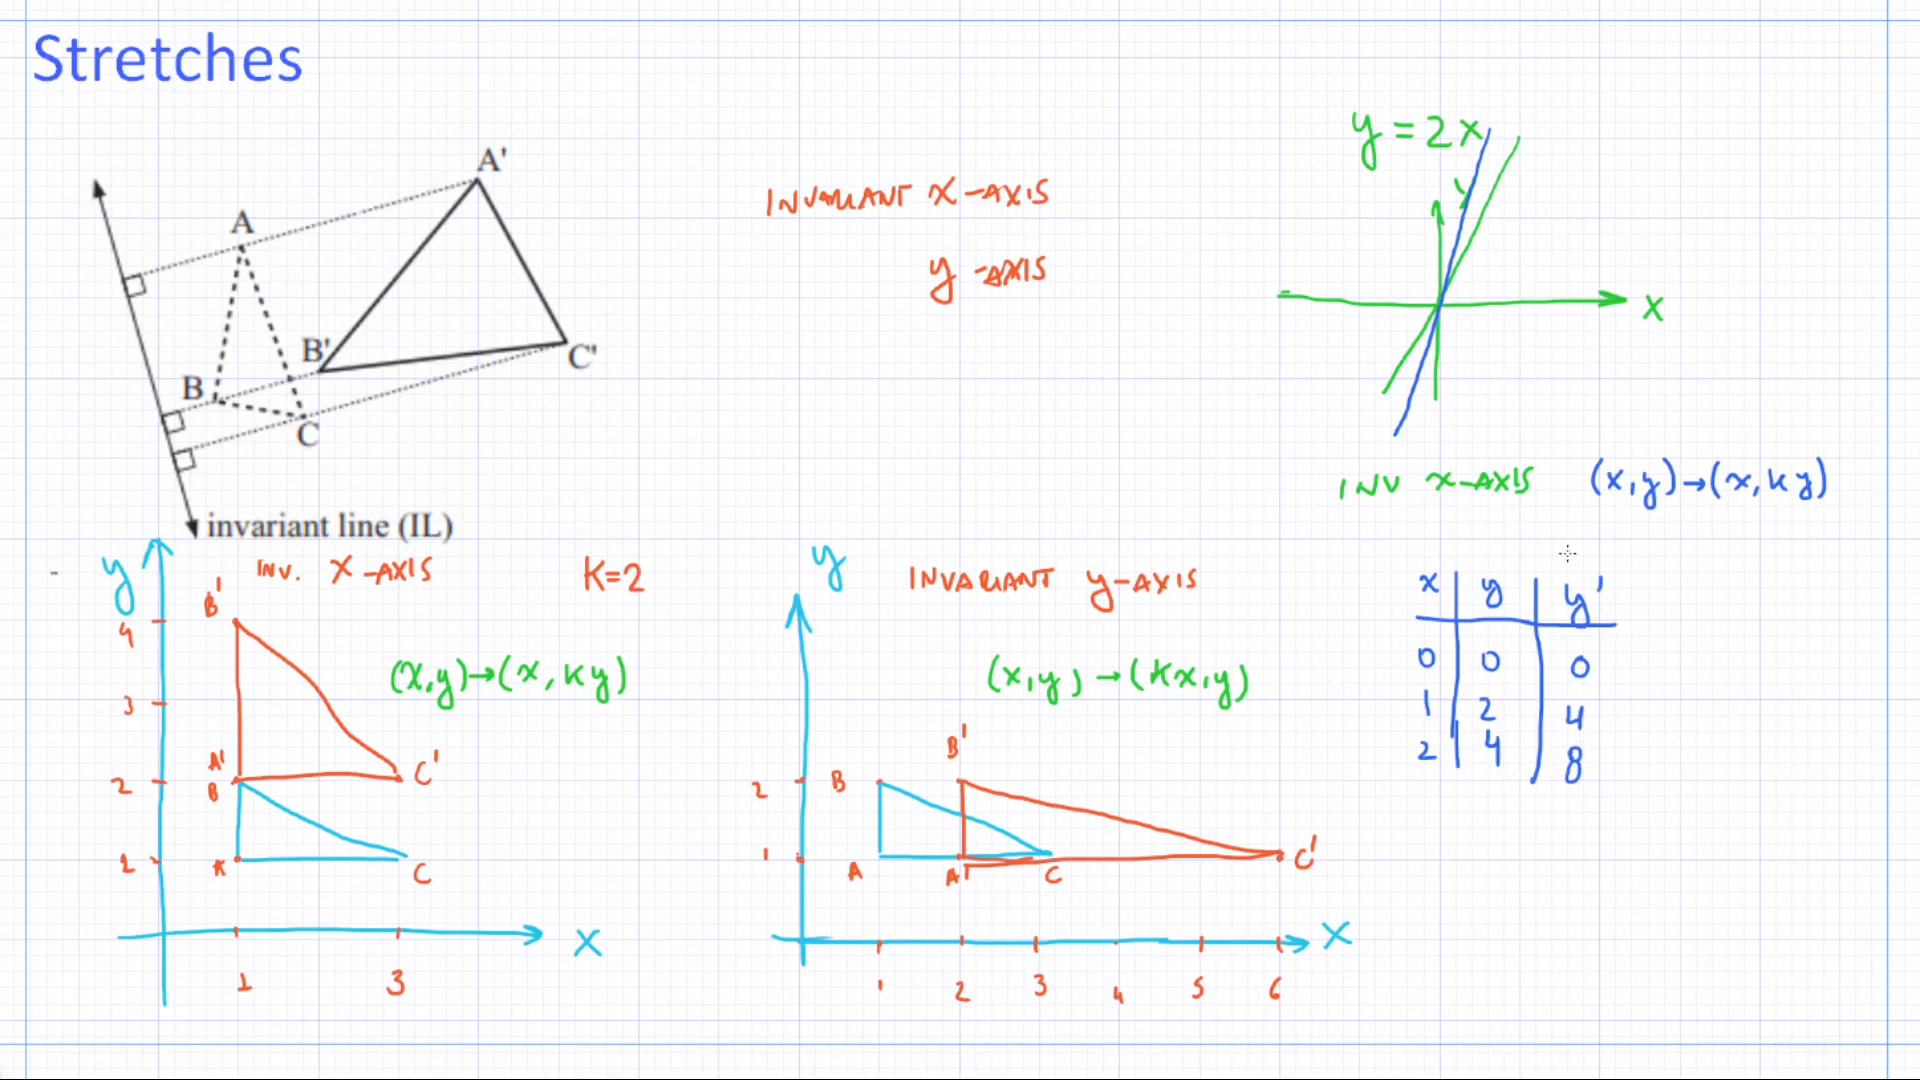 Stretches
A'
A
B'
C'
B
C
invariant line (IL)
INVARIANT X-AXIS
y-AXIS
y = 2x
y
x
INV X-AXIS (x,y)→(x,ky)
y
INV. X-AXIS K=2
B'
4
(x,y)→(x,ky)
3
A'
C'
2
B
1
A
C
X
1 3
y
INVARIANT y-AXIS
(x,y)→(kx,y)
B'
2
B
1
A
A'
C
C'
X
1 2 3 4 5 6
x y y'
0 0 0
1 2 4
2 4 8